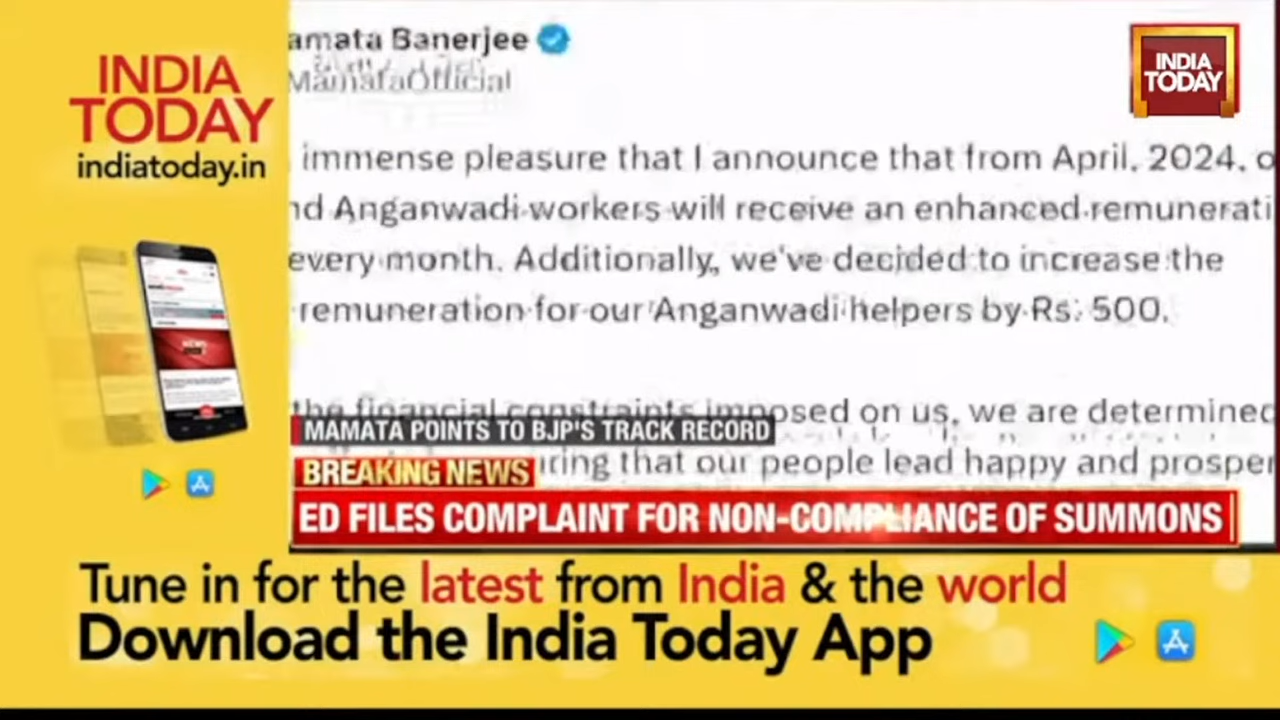 INDIA
TODAY
indiatoday.in
amata Banerjee
MamataOfficial
immense pleasure that I announce that from April, 2024, o
nd Anganwadi workers will receive an enhanced remunerati
every month. Additionally, we've decided to increase the
remuneration for our Anganwadi helpers by Rs. 500.
the financial constraints imposed on us, we are determined
MAMATA POINTS TO BJP'S TRACK RECORD
uring that our people lead happy and prosper
BREAKING NEWS
ED FILES COMPLAINT FOR NON-COMPLIANCE OF SUMMONS
INDIA
TODAY
Tune in for the latest from India & the world
Download the India Today App